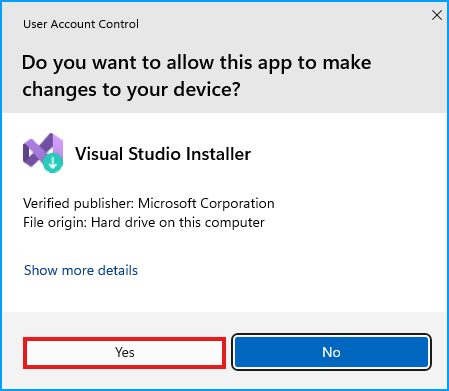 User Account Control
Do you want to allow this app to make
changes to your device?
Visual Studio Installer
Verified publisher: Microsoft Corporation
File origin: Hard drive on this computer
Show more details
Yes
No